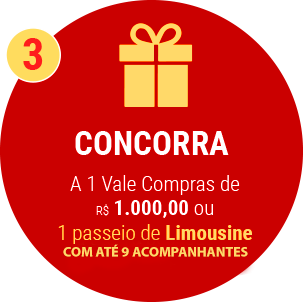 3
CONCORRA
A 1 Vale Compras de
R$ 1.000,00 ou
1 passeio de Limousine
COM ATÉ 9 ACOMPANHANTES